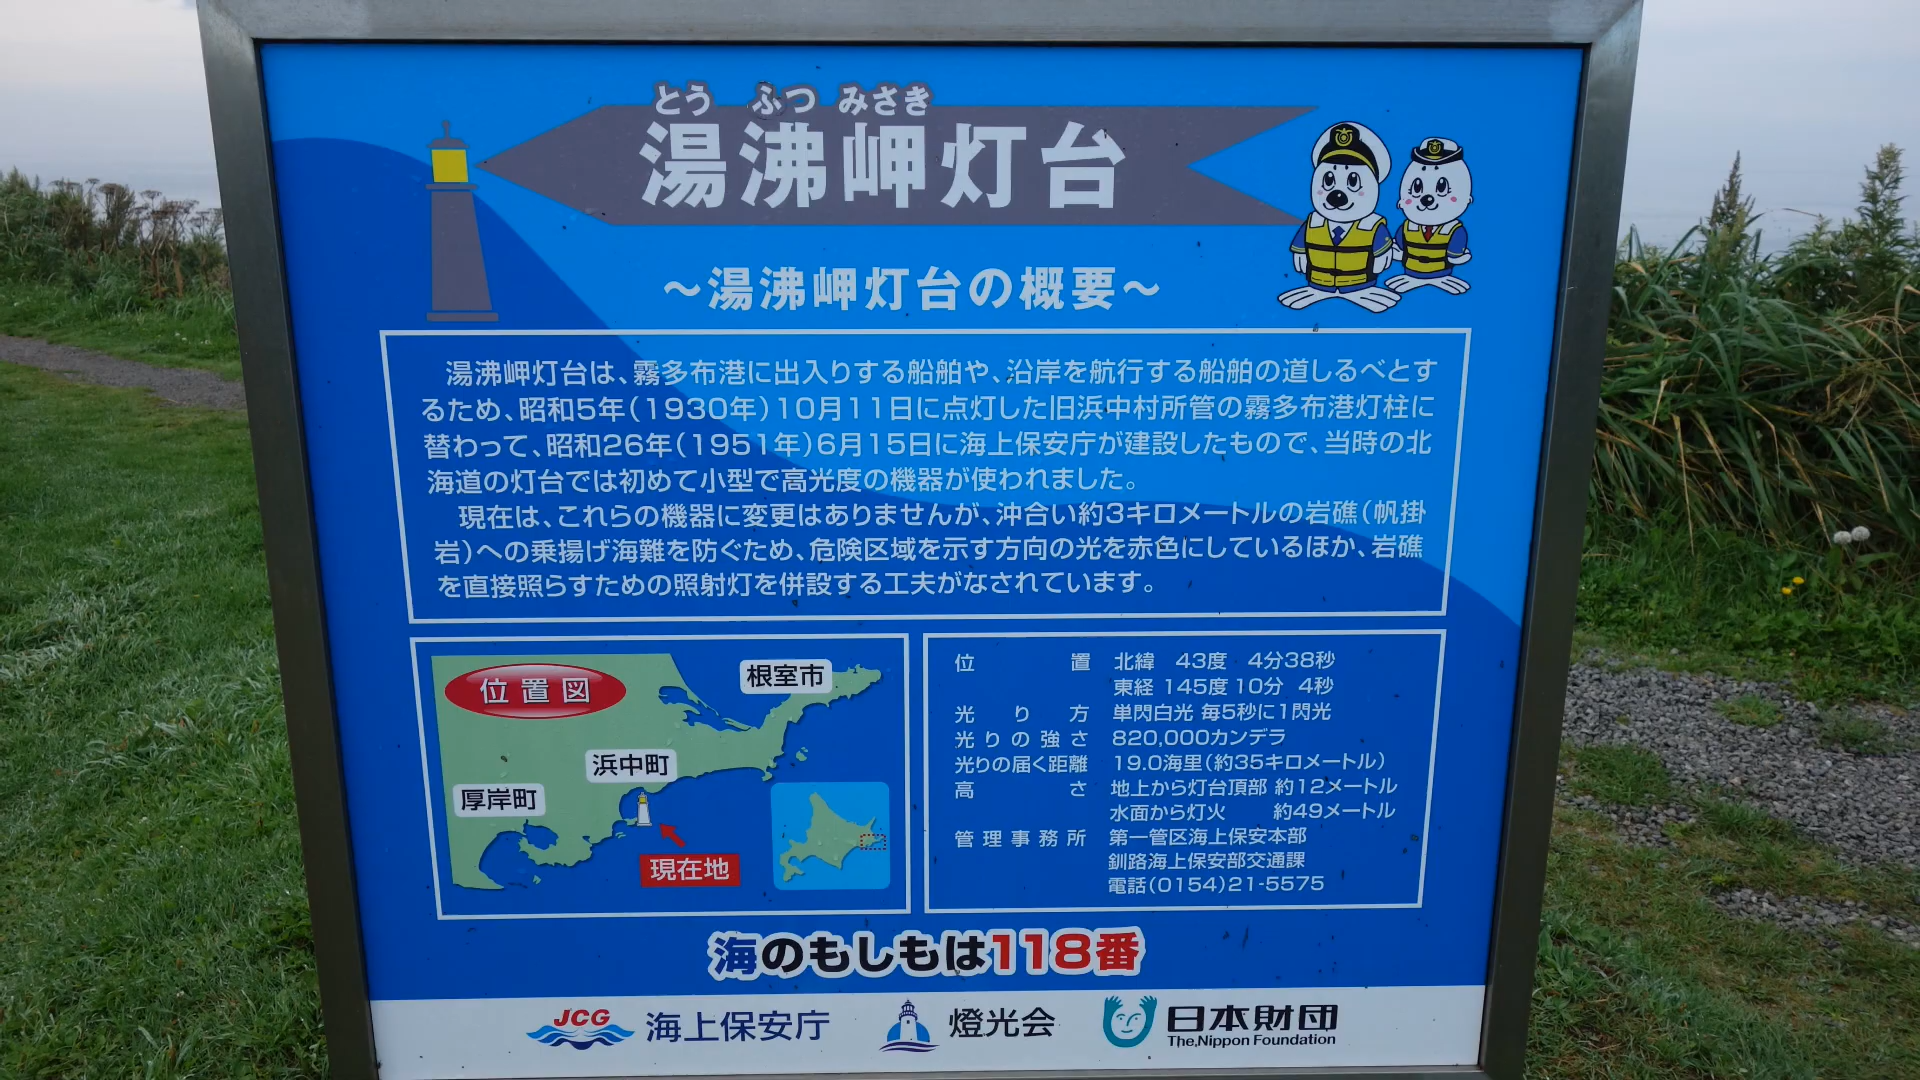 とう ふつ みさき
湯沸岬灯台
～湯沸岬灯台の概要～
湯沸岬灯台は、霧多布港に出入りする船舶や、沿岸を航行する船舶の道しるべとす
るため、昭和5年（1930年）10月11日に点灯した旧浜中村所管の霧多布港灯柱に
替わって、昭和26年（1951年）6月15日に海上保安庁が建設したもので、当時の北
海道の灯台では初めて小型で高光度の機器が使われました。
現在は、これらの機器に変更はありませんが、沖合い約3キロメートルの岩礁（帆掛
岩）への乗揚げ海難を防ぐため、危険区域を示す方向の光を赤色にしているほか、岩礁
を直接照らすための照射灯を併設する工夫がなされています。
位置図
根室市
浜中町
厚岸町
現在地
位置 北緯 43度 4分38秒
東経 145度 10分 4秒
光り方 単閃白光 毎5秒に1閃光
光りの強さ 820,000カンデラ
光りの届く距離 19.0海里（約35キロメートル）
高さ 地上から灯台頂部 約12メートル
水面から灯火 約49メートル
管理事務所 第一管区海上保安本部
釧路海上保安部交通課
電話（0154）21-5575
海のもしもは118番
JCG 海上保安庁 燈光会 日本財団
The Nippon Foundation